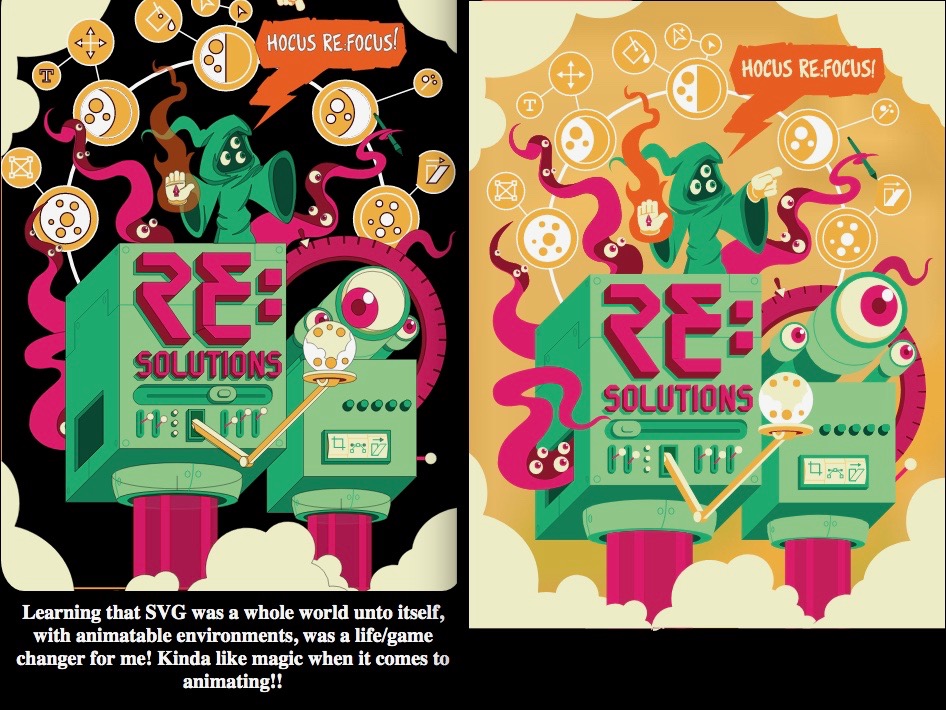 HOCUS RE:FOCUS!
T
RE:
SOLUTIONS
Learning that SVG was a whole world unto itself,
with animatable environments, was a life/game
changer for me! Kinda like magic when it comes to
animating!!
HOCUS RE:FOCUS!
T
RE:
SOLUTIONS